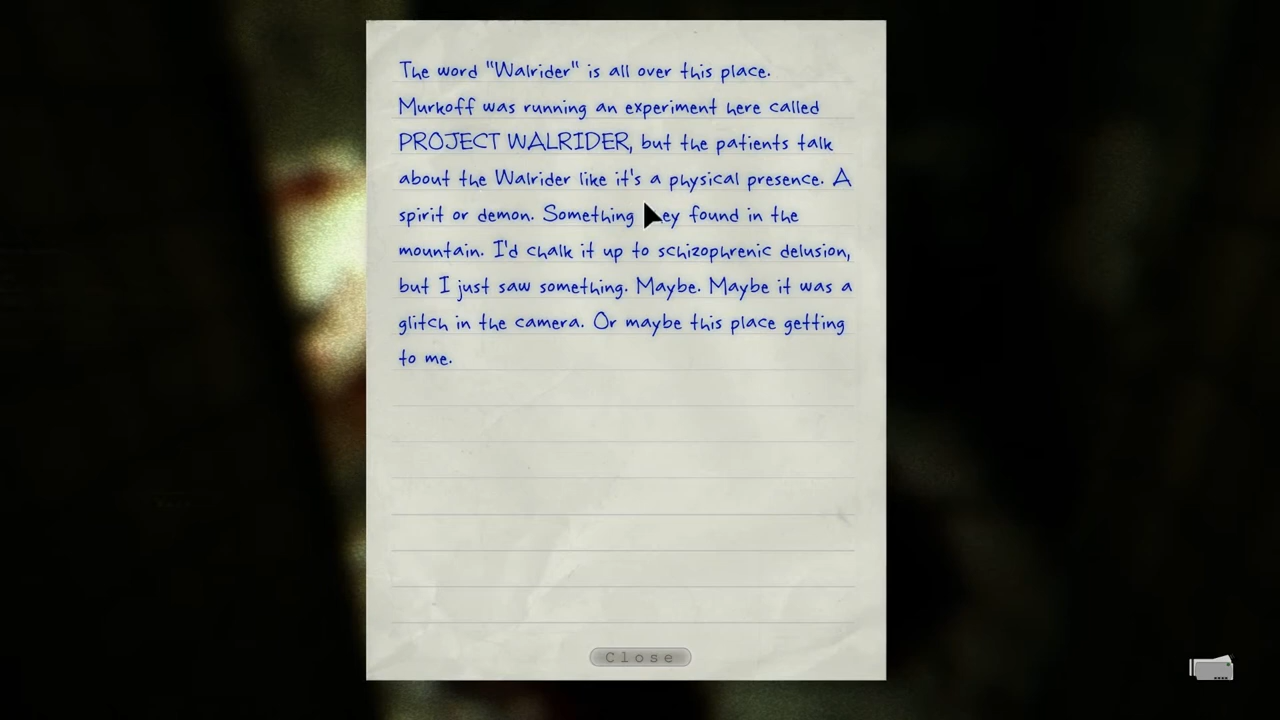 The word "Walrider" is all over this place.
Murkoff was running an experiment here called
PROJECT WALRIDER, but the patients talk
about the Walrider like it's a physical presence. A
spirit or demon. Something ey found in the
mountain. I'd chalk it up to schizophrenic delusion,
but I just saw something. Maybe. Maybe it was a
glitch in the camera. Or maybe this place getting
to me.
Close